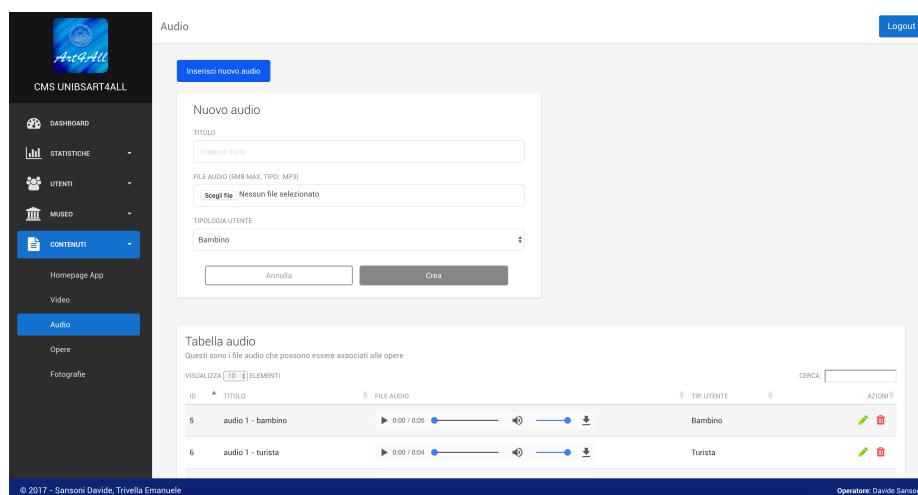 Art4All
CMS UNIBSART4ALL
DASHBOARD
STATISTICHE
UTENTI
MUSEO
CONTENUTI
Homepage App
Video
Audio
Opere
Fotografie
Audio
Logout
Inserisci nuovo audio
Nuovo audio
TITOLO
Inserire titolo
FILE AUDIO (5MB MAX, TIPO: .MP3)
Scegli file Nessun file selezionato
TIPOLOGIA UTENTE
Bambino
Annulla Crea
Tabella audio
Questi sono i file audio che possono essere associati alle opere
VISUALIZZA 10 ELEMENTI CERCA:
ID TITOLO FILE AUDIO TIP. UTENTE AZIONI
5 audio 1 - bambino 0:00 / 0:05 Bambino
6 audio 1 - turista 0:00 / 0:04 Turista
© 2017 - Sansoni Davide, Trivella Emanuele Operatore: Davide Sanson